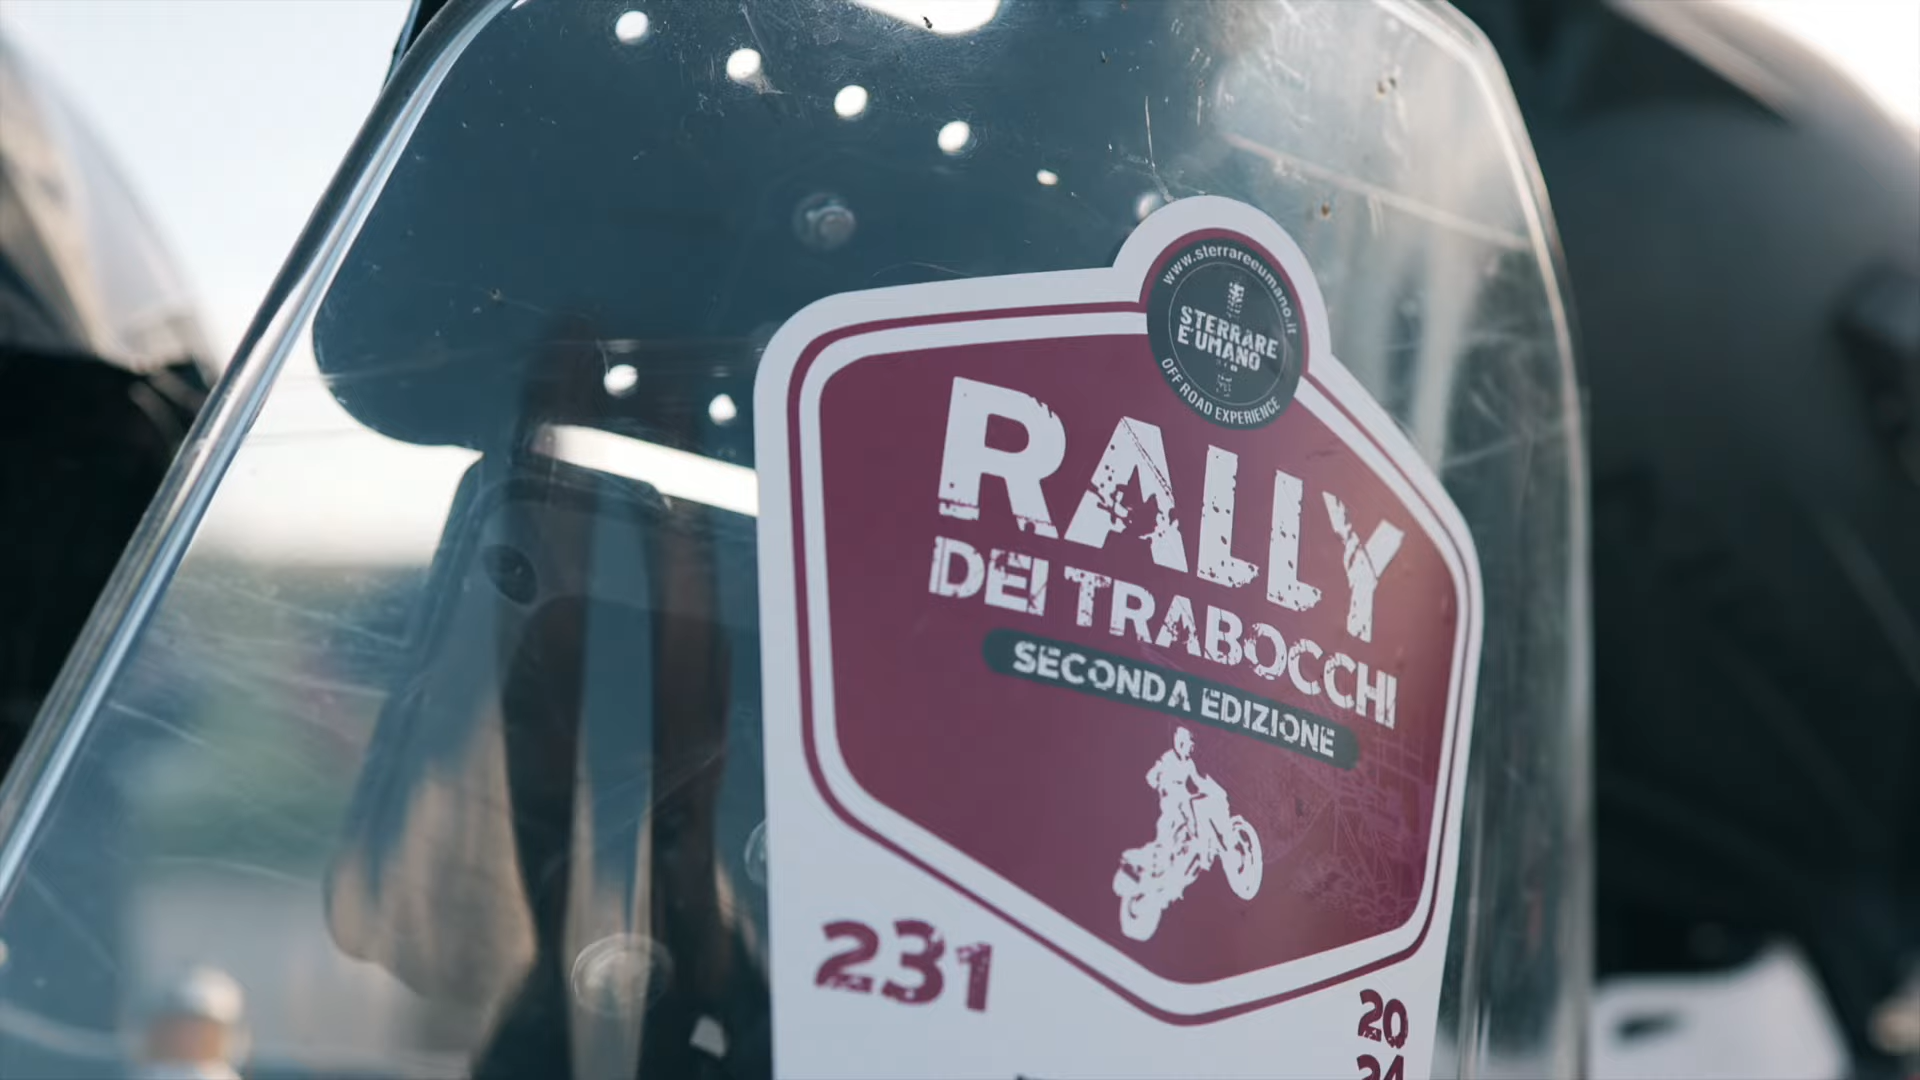 www.sterrareeumano.it
STERRARE
E'UMANO
OFF ROAD EXPERIENCE
RALLY
DEI TRABOCCHI
SECONDA EDIZIONE
231
20
24